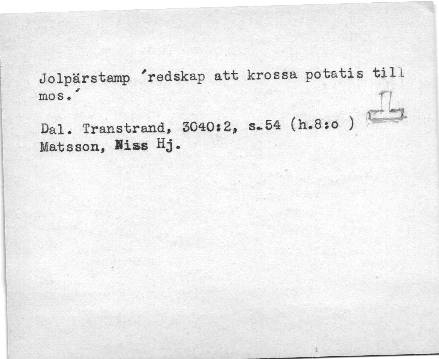 Jolpärstamp ´redskap att krossa potatis till
mos.´
Dal. Transtrand, 3040:2, s.54 (h.8:o )
Matsson, Niss Hj.